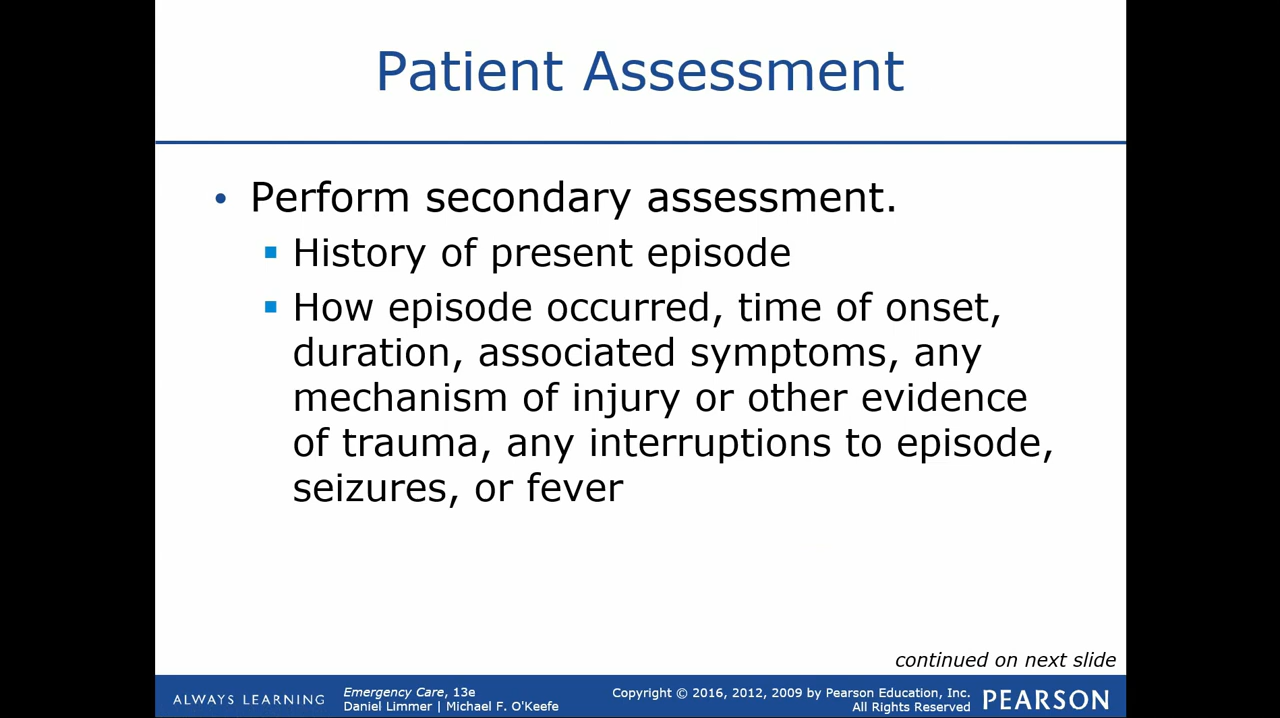 Patient Assessment
• Perform secondary assessment.
▪ History of present episode
▪ How episode occurred, time of onset,
duration, associated symptoms, any
mechanism of injury or other evidence
of trauma, any interruptions to episode,
seizures, or fever
continued on next slide
ALWAYS LEARNING
Emergency Care, 13e
Daniel Limmer | Michael F. O'Keefe
Copyright © 2016, 2012, 2009 by Pearson Education, Inc.
All Rights Reserved
PEARSON